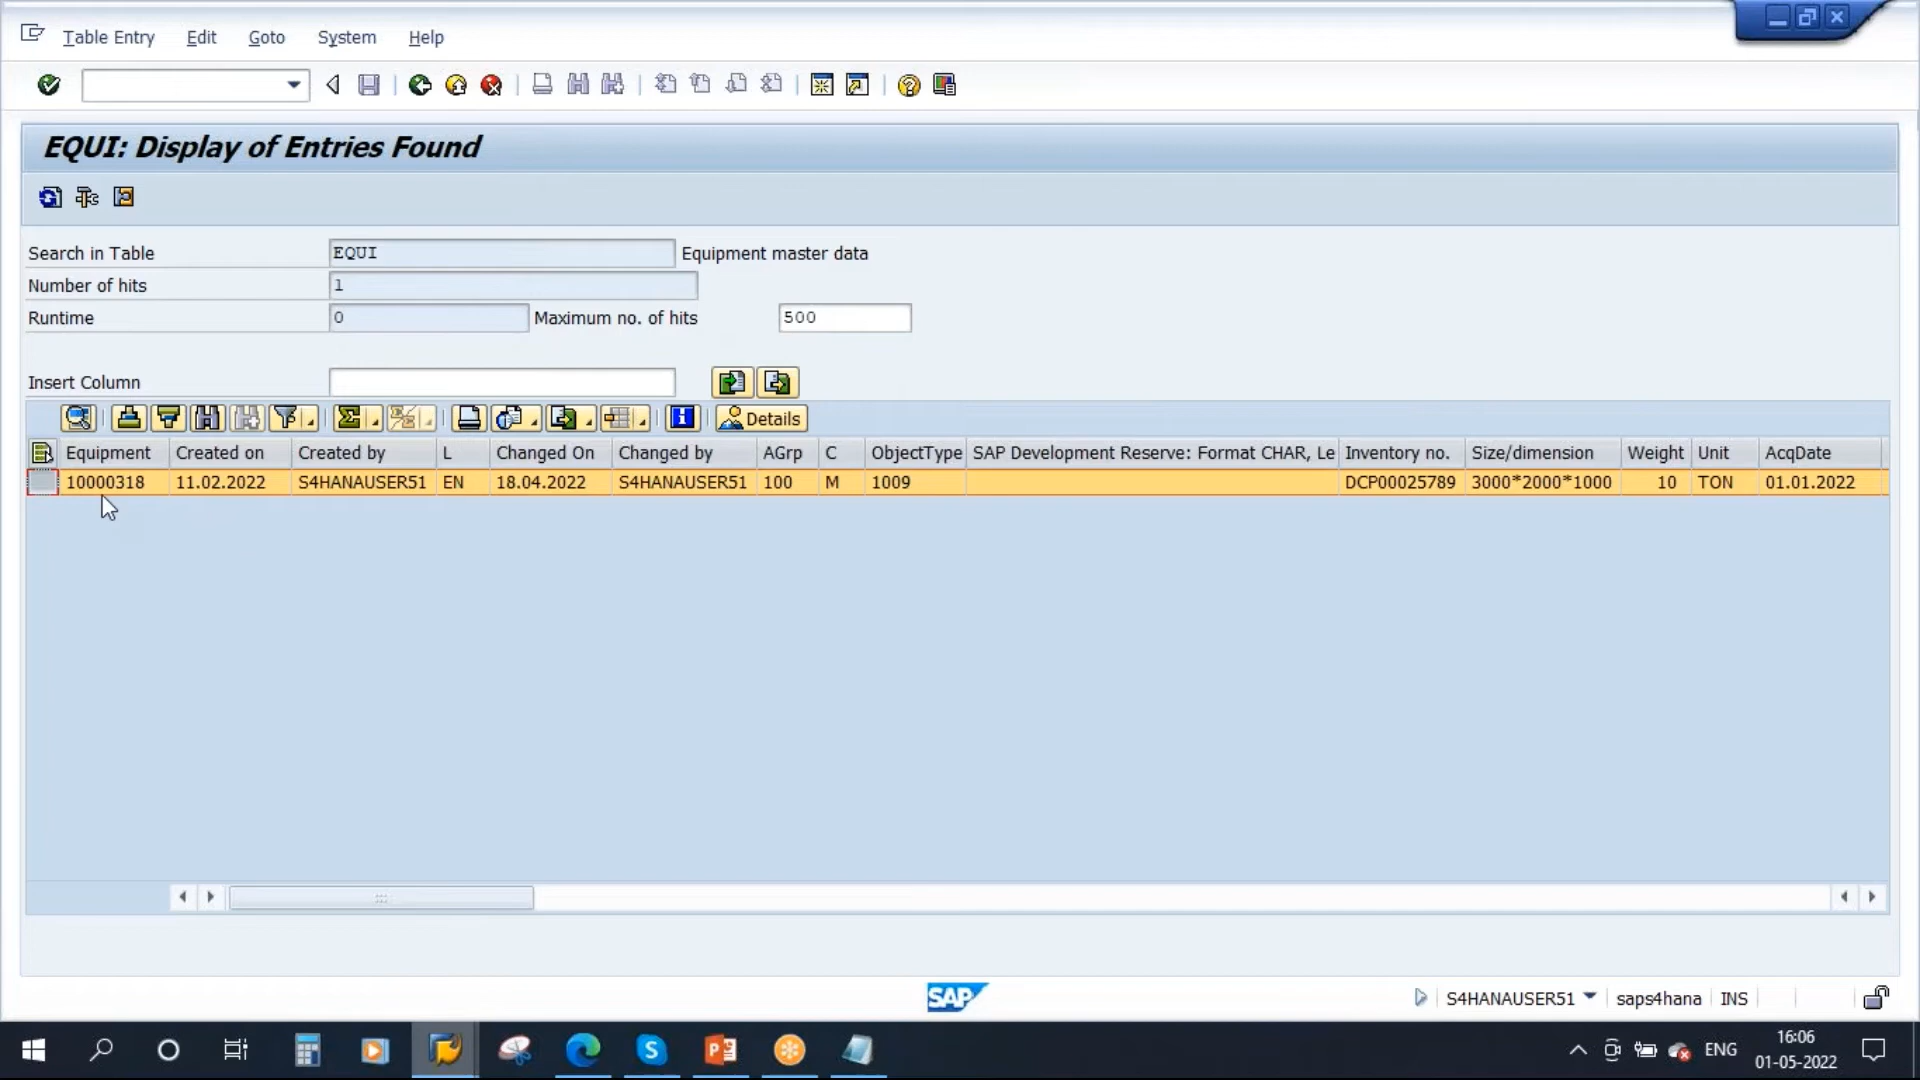 Table Entry Edit Goto System Help
EQUI: Display of Entries Found
Search in Table EQUI Equipment master data
Number of hits 1
Runtime 0 Maximum no. of hits 500
Insert Column
Details
Equipment Created on Created by L Changed On Changed by AGrp C ObjectType SAP Development Reserve: Format CHAR, Le Inventory no. Size/dimension Weight Unit AcqDate
10000318 11.02.2022 S4HANAUSER51 EN 18.04.2022 S4HANAUSER51 100 M 1009 DCP00025789 3000*2000*1000 10 TON 01.01.2022
SAP S4HANAUSER51 saps4hana INS
ENG 16:06
01-05-2022